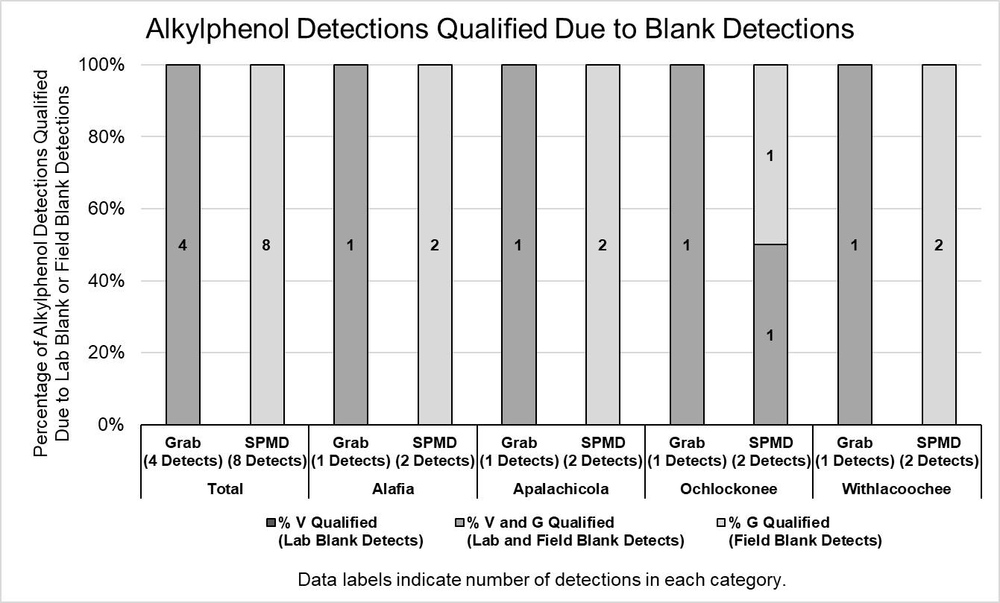 Alkylphenol Detections Qualified Due to Blank Detections
Percentage of Alkylphenol Detections Qualified
Due to Lab Blank or Field Blank Detections
100%
80%
60%
40%
20%
0%
4
8
1
2
1
2
1
1
1
1
2
Grab
(4 Detects)
SPMD
(8 Detects)
Grab
(1 Detects)
SPMD
(2 Detects)
Grab
(1 Detects)
SPMD
(2 Detects)
Grab
(1 Detects)
SPMD
(2 Detects)
Grab
(1 Detects)
SPMD
(2 Detects)
Total
Alafia
Apalachicola
Ochlockonee
Withlacoochee
% V Qualified
(Lab Blank Detects)
% V and G Qualified
(Lab and Field Blank Detects)
% G Qualified
(Field Blank Detects)
Data labels indicate number of detections in each category.